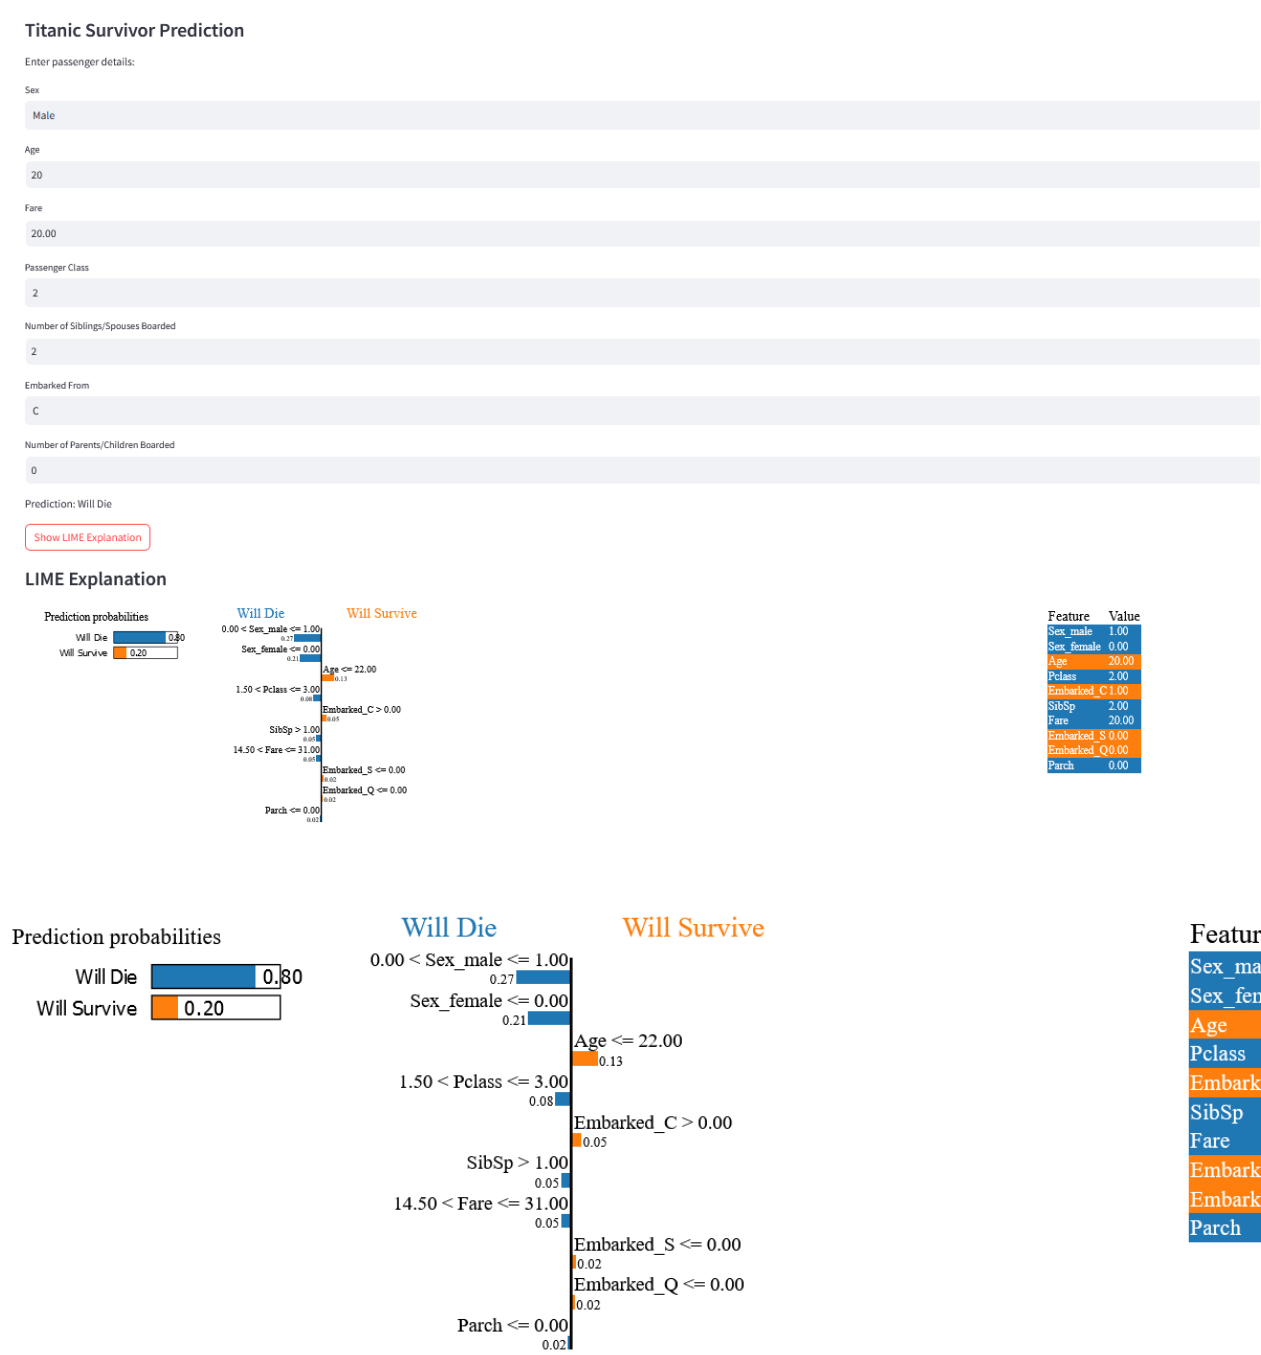 Titanic Survivor Prediction
Enter passenger details:
Sex
Male
Age
20
Fare
20.00
Passenger Class
2
Number of Siblings/Spouses Boarded
2
Embarked From
C
Number of Parents/Children Boarded
0
Prediction: Will Die
Show LIME Explanation
LIME Explanation
Prediction probabilities
Will Die 0.80
Will Survive 0.20
Will Die Will Survive
0.00 < Sex_male <= 1.00
0.27
Sex_female <= 0.00
0.21
Age <= 22.00
0.13
1.50 < Pclass <= 3.00
0.08
Embarked_C > 0.00
0.05
SibSp > 1.00
0.05
14.50 < Fare <= 31.00
0.05
Embarked_S <= 0.00
0.02
Embarked_Q <= 0.00
0.02
Parch <= 0.00
0.02
Feature Value
Sex_male 1.00
Sex_female 0.00
Age 20.00
Pclass 2.00
Embarked_C 1.00
SibSp 2.00
Fare 20.00
Embarked_S 0.00
Embarked_Q 0.00
Parch 0.00
Prediction probabilities
Will Die 0.80
Will Survive 0.20
Will Die Will Survive
0.00 < Sex_male <= 1.00
0.27
Sex_female <= 0.00
0.21
Age <= 22.00
0.13
1.50 < Pclass <= 3.00
0.08
Embarked_C > 0.00
0.05
SibSp > 1.00
0.05
14.50 < Fare <= 31.00
0.05
Embarked_S <= 0.00
0.02
Embarked_Q <= 0.00
0.02
Parch <= 0.00
0.02
Featur
Sex_ma
Sex_fen
Age
Pclass
Embark
SibSp
Fare
Embark
Embark
Parch